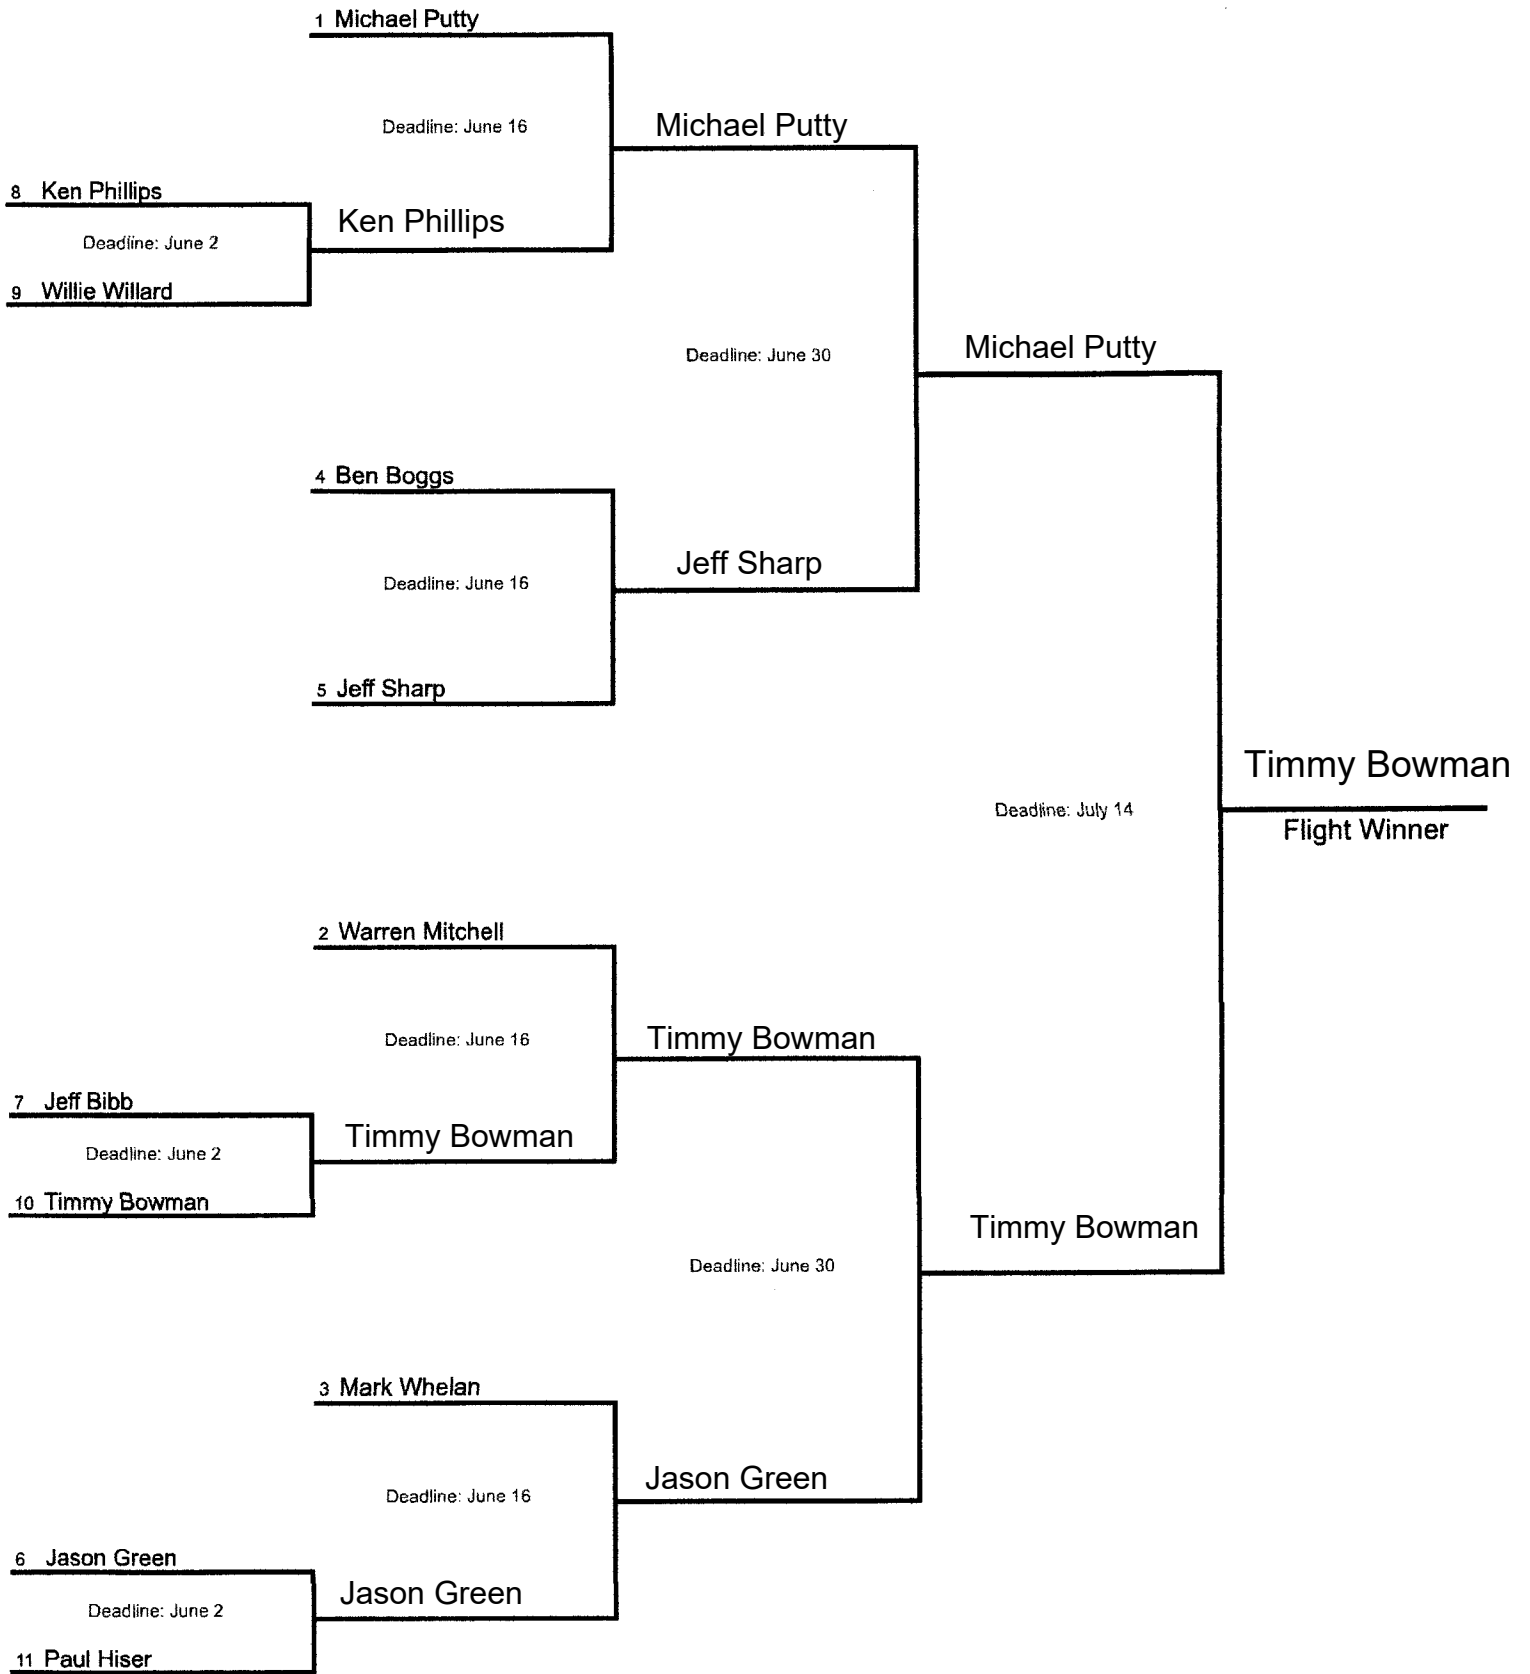 1 Michael Putty
Deadline: June 16
Michael Putty
8 Ken Phillips
Ken Phillips
Deadline: June 2
9 Willie Willard
Michael Putty
Deadline: June 30
4 Ben Boggs
Jeff Sharp
Deadline: June 16
5 Jeff Sharp
Timmy Bowman
Deadline: July 14
Flight Winner
2 Warren Mitchell
Deadline: June 16
Timmy Bowman
7 Jeff Bibb
Timmy Bowman
Deadline: June 2
10 Timmy Bowman
Timmy Bowman
Deadline: June 30
3 Mark Whelan
Jason Green
Deadline: June 16
6 Jason Green
Jason Green
Deadline: June 2
11 Paul Hiser